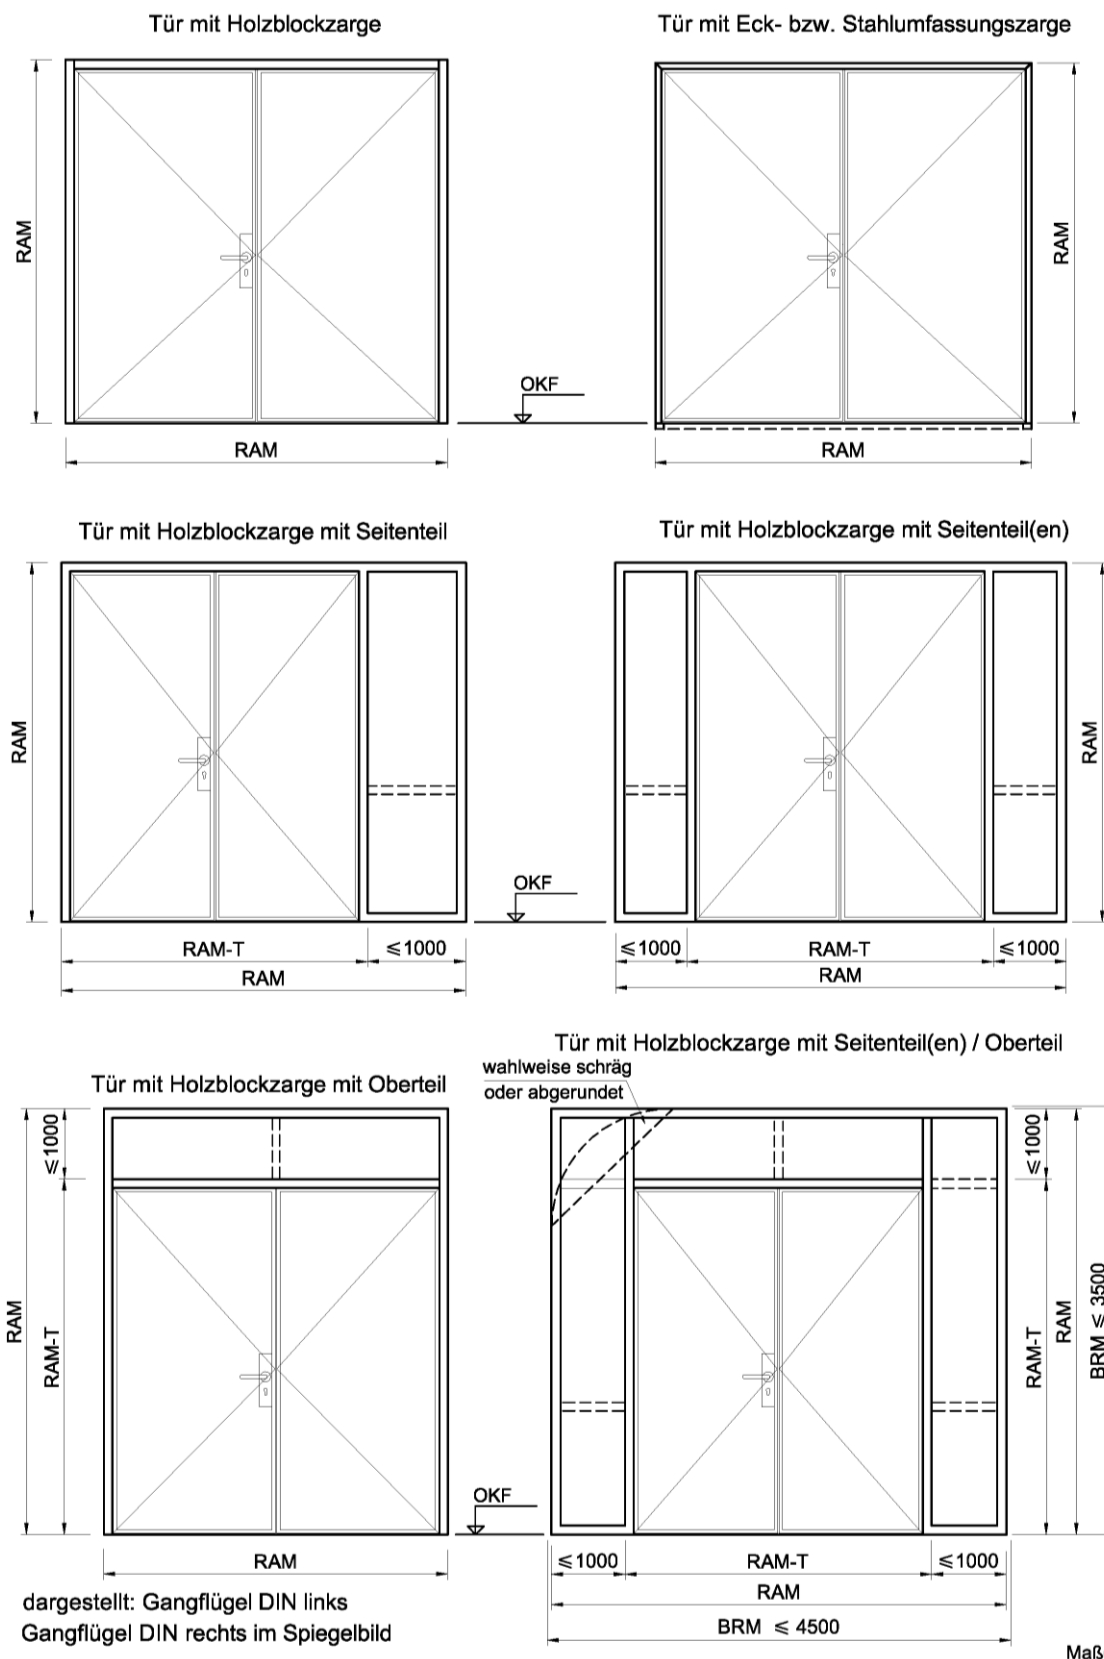 Tür mit Holzblockzarge
Tür mit Eck- bzw. Stahlumfassungszarge
RAM
RAM
OKF
RAM
RAM
Tür mit Holzblockzarge mit Seitenteil
Tür mit Holzblockzarge mit Seitenteil(en)
RAM
RAM
OKF
RAM-T
≤1000
RAM
≤1000
RAM-T
≤1000
RAM
Tür mit Holzblockzarge mit Oberteil
Tür mit Holzblockzarge mit Seitenteil(en) / Oberteil
wahlweise schräg
oder abgerundet
≤1000
RAM
RAM-T
≤1000
RAM-T
RAM
BRM ≤ 3500
OKF
RAM
≤1000
RAM-T
≤1000
RAM
BRM ≤ 4500
dargestellt: Gangflügel DIN links
Gangflügel DIN rechts im Spiegelbild
Maß